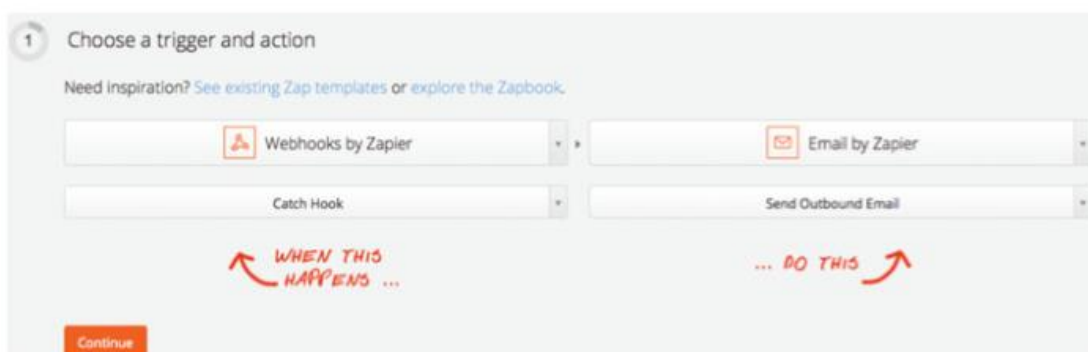 1 Choose a trigger and action
Need inspiration? See existing Zap templates or explore the Zapbook.
Webhooks by Zapier
Email by Zapier
Catch Hook
Send Outbound Email
WHEN THIS
HAPPENS ...
... DO THIS
Continue